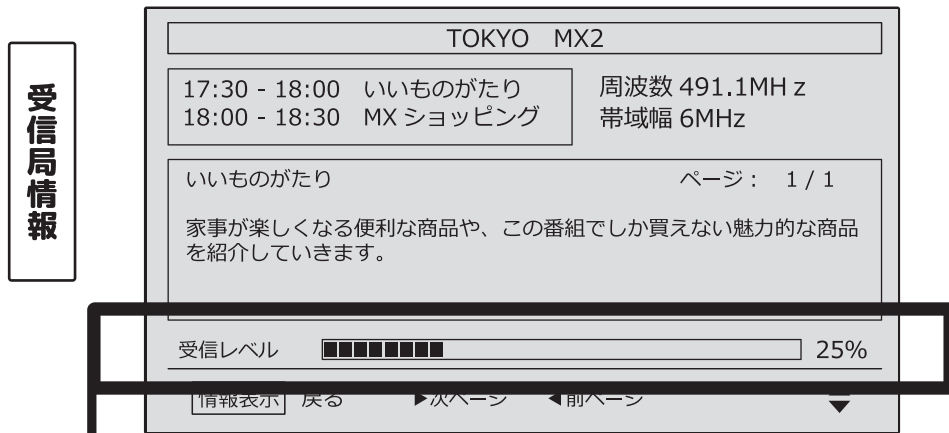 受信局情報
TOKYO MX2
17:30 - 18:00 いいものがたり
18:00 - 18:30 MX ショッピング
周波数 491.1MHｚ
帯域幅 6MHz
いいものがたり ページ： 1 / 1
家事が楽しくなる便利な商品や、この番組でしか買えない魅力的な商品
を紹介していきます。
受信レベル 25%
情報表示 戻る ▶次ページ ◀前ページ